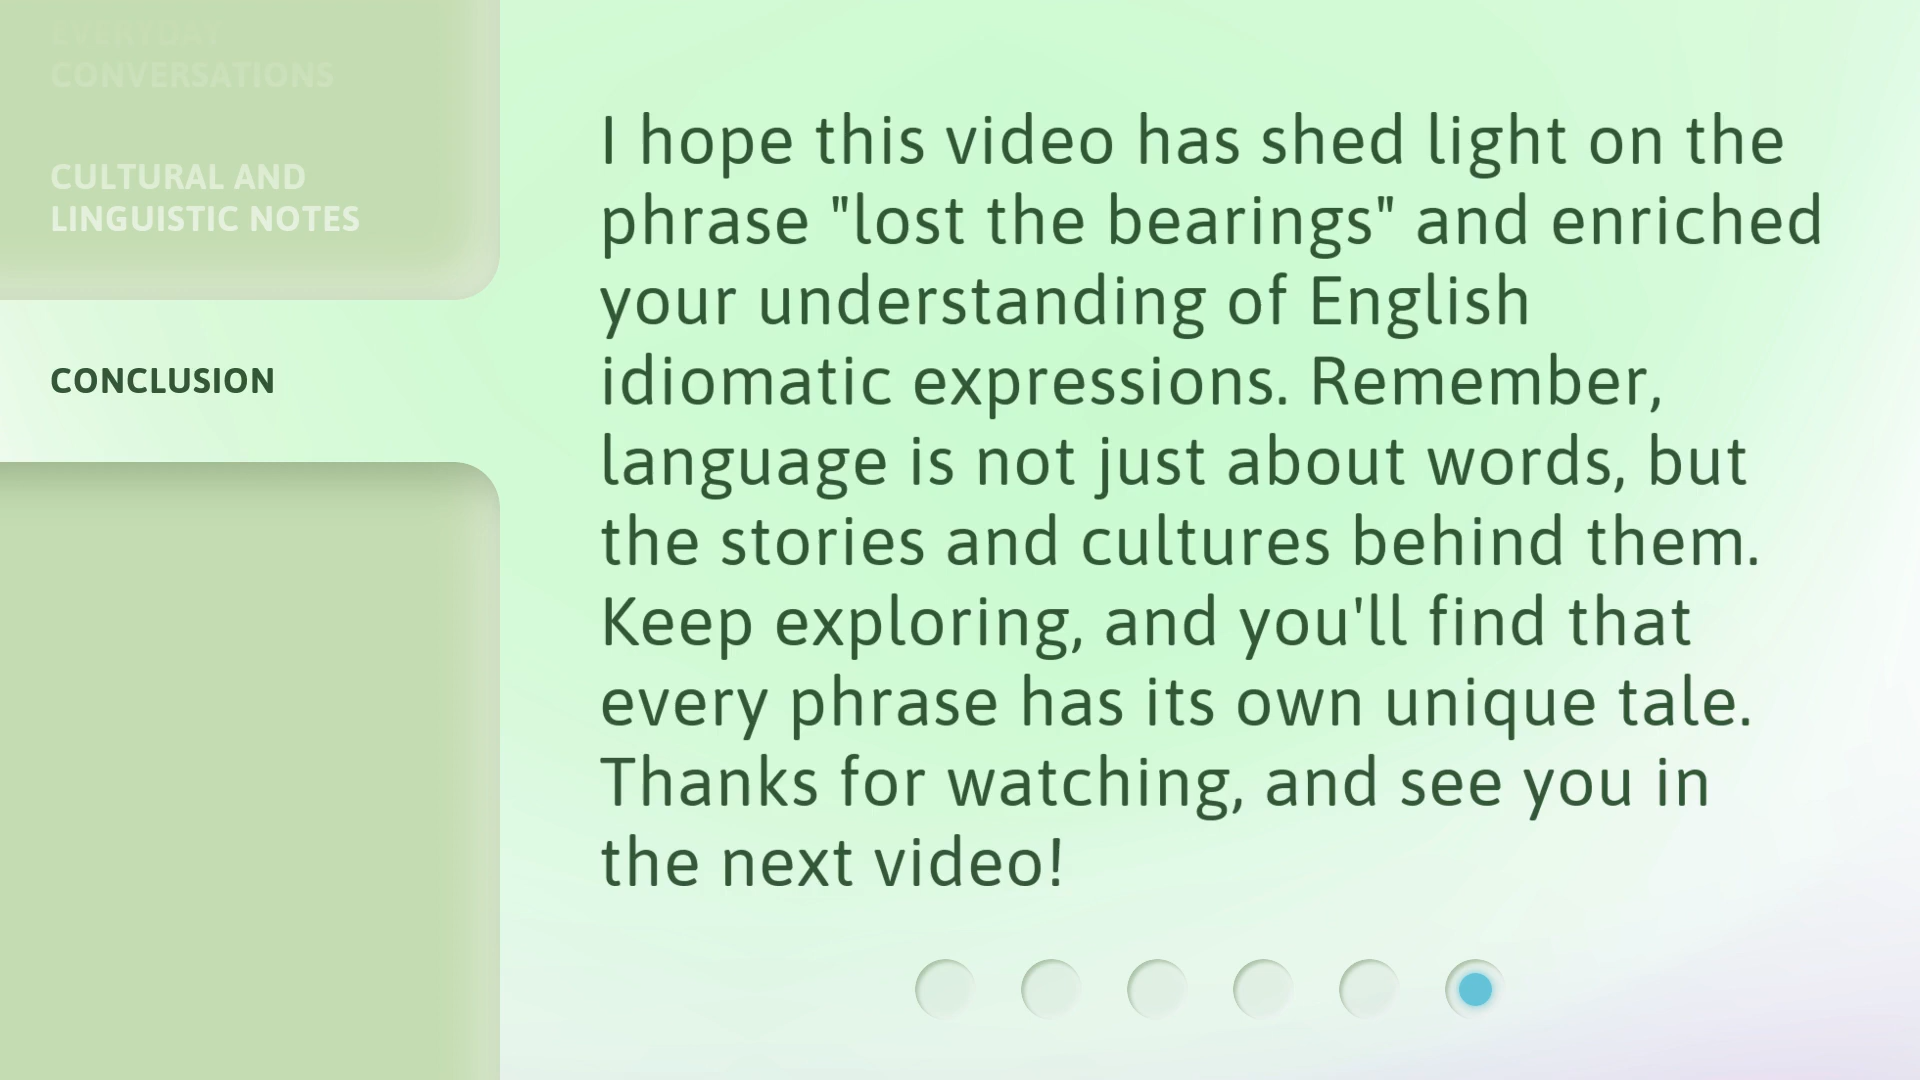 EVERYDAY
CONVERSATIONS
CULTURAL AND
LINGUISTIC NOTES
CONCLUSION
I hope this video has shed light on the
phrase "lost the bearings" and enriched
your understanding of English
idiomatic expressions. Remember,
language is not just about words, but
the stories and cultures behind them.
Keep exploring, and you'll find that
every phrase has its own unique tale.
Thanks for watching, and see you in
the next video!